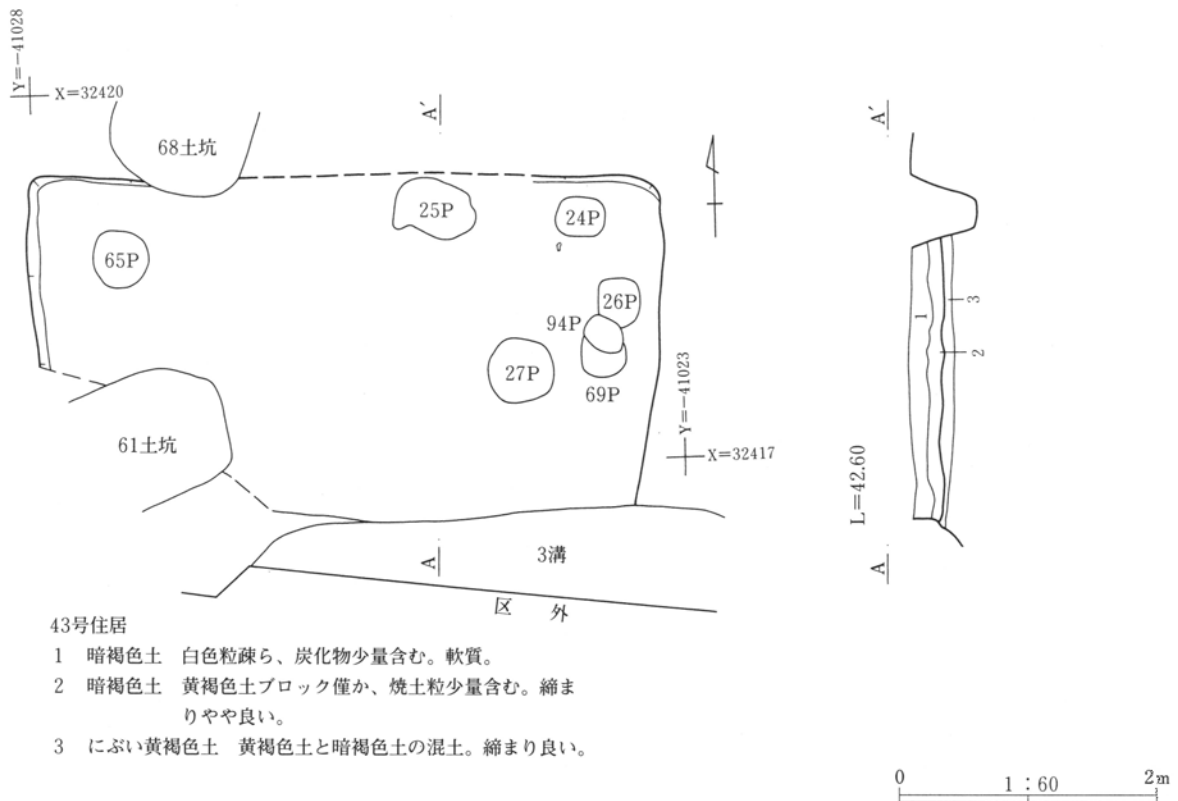 Y=-41028
X=32420
A′
A′
68土坑
25P
24P
65P
26P
94P
27P
69P
Y=-41023
X=32417
61土坑
A
3溝
区 外
1
3
2
L=42.60
A
43号住居
1 暗褐色土 白色粒疎ら、炭化物少量含む。軟質。
2 暗褐色土 黄褐色土ブロック僅か、焼土粒少量含む。締ま
りやや良い。
3 にぶい黄褐色土 黄褐色土と暗褐色土の混土。締まり良い。
0 1:60 2m